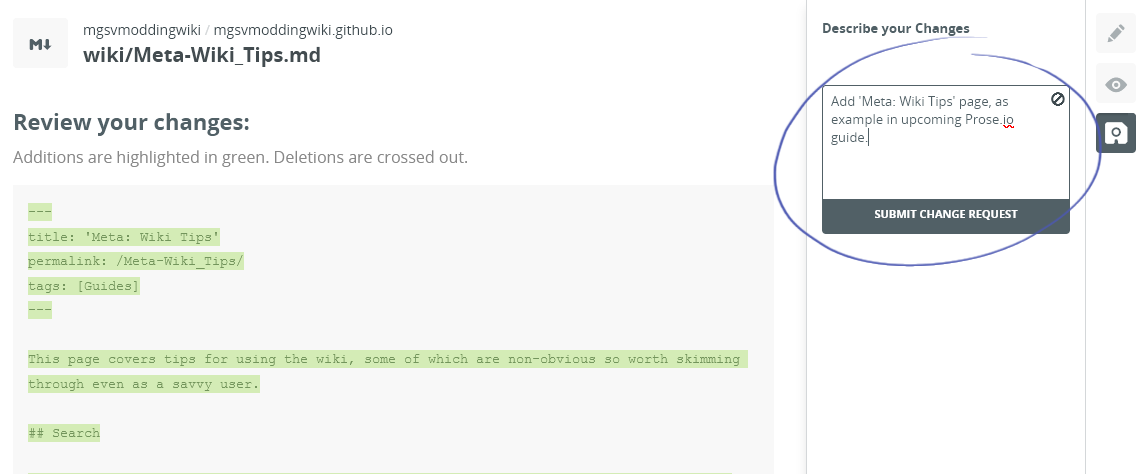 M↓
mgsvmoddingwiki / mgsvmoddingwiki.github.io
wiki/Meta-Wiki_Tips.md
Review your changes:
Additions are highlighted in green. Deletions are crossed out.
---
title: 'Meta: Wiki Tips'
permalink: /Meta-Wiki_Tips/
tags: [Guides]
---
This page covers tips for using the wiki, some of which are non-obvious so worth skimming
through even as a savvy user.
## Search
Describe your Changes
Add 'Meta: Wiki Tips' page, as
example in upcoming Prose.io
guide.
SUBMIT CHANGE REQUEST